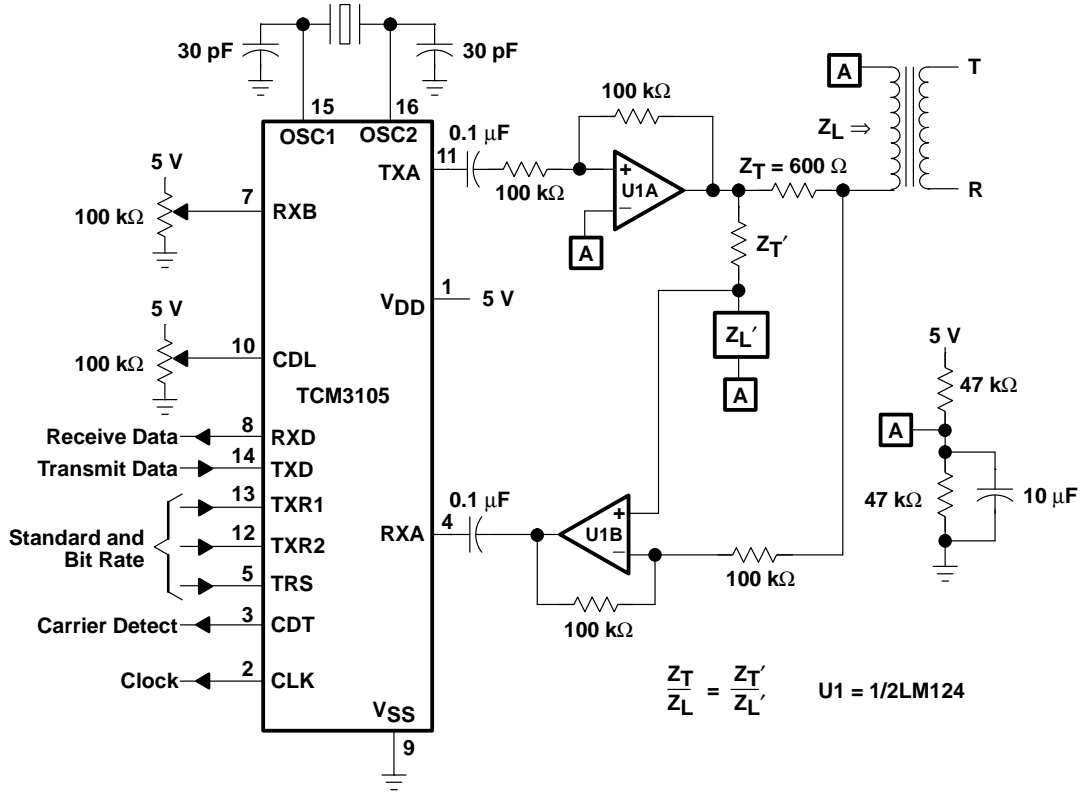 30 pF
30 pF
15
16
OSC1
OSC2
5 V
100 kΩ
7
RXB
TXA
11
0.1 µF
100 kΩ
100 kΩ
+
U1A
−
A
ZT = 600 Ω
A
ZL ⇒
T
R
ZT′
VDD
1
5 V
ZL′
A
5 V
100 kΩ
10
CDL
TCM3105
5 V
47 kΩ
A
47 kΩ
10 µF
Receive Data
8
RXD
Transmit Data
14
TXD
Standard and
Bit Rate
13
TXR1
12
TXR2
5
TRS
RXA
4
0.1 µF
+
U1B
−
100 kΩ
100 kΩ
Carrier Detect
3
CDT
Clock
2
CLK
VSS
9
ZT/ZL = ZT′/ZL′
U1 = 1/2LM124